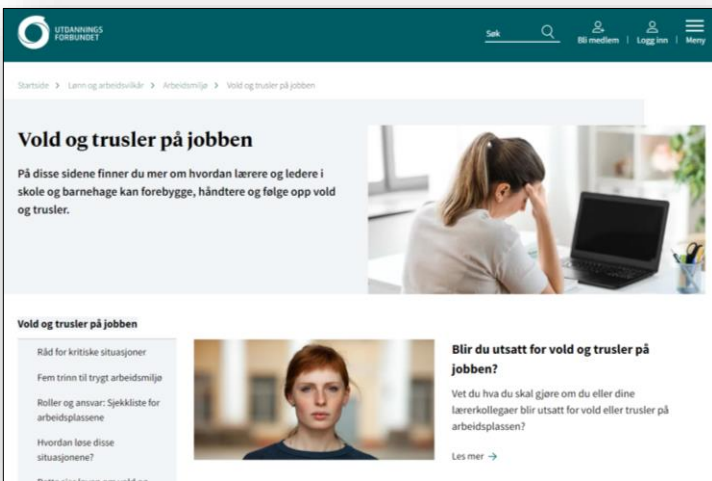 UTDANNINGS
FORBUNDET
Søk
Bli medlem | Logg inn | Meny
Startside > Lønn og arbeidsvilkår > Arbeidsmiljø > Vold og trusler på jobben
Vold og trusler på jobben
På disse sidene finner du mer om hvordan lærere og ledere i
skole og barnehage kan forebygge, håndtere og følge opp vold
og trusler.
Vold og trusler på jobben
Råd for kritiske situasjoner
Fem trinn til trygt arbeidsmiljø
Roller og ansvar: Sjekkliste for
arbeidsplassene
Hvordan løse disse
situasjonene?
Blir du utsatt for vold og trusler på
jobben?
Vet du hva du skal gjøre om du eller dine
lærerkollegaer blir utsatt for vold eller trusler på
arbeidsplassen?
Les mer →